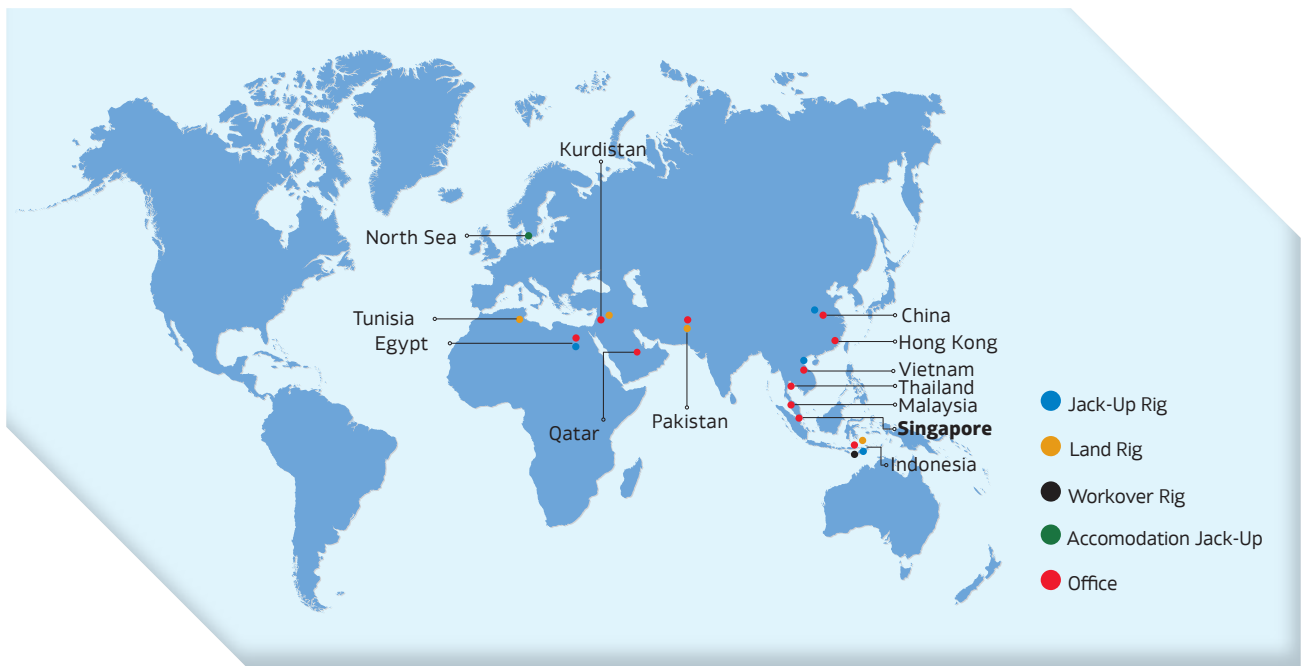 Kurdistan
North Sea
Tunisia
Egypt
Qatar
Pakistan
China
Hong Kong
Vietnam
Thailand
Malaysia
Singapore
Indonesia
Jack-Up Rig
Land Rig
Workover Rig
Accomodation Jack-Up
Office